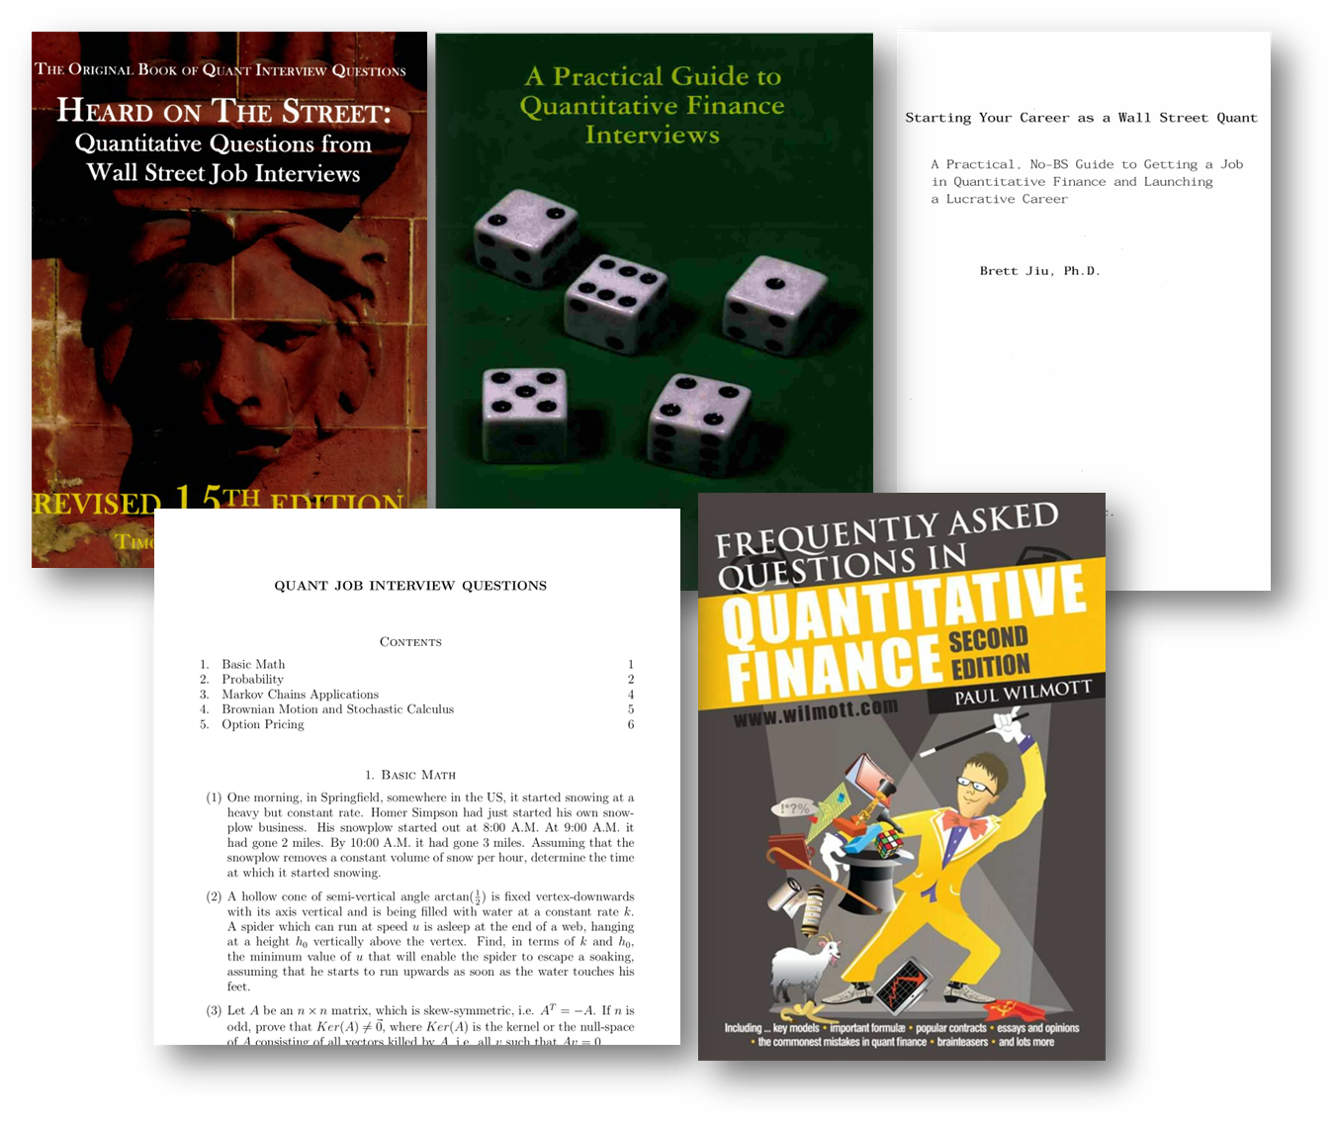 THE ORIGINAL BOOK OF QUANT INTERVIEW QUESTIONS
HEARD ON THE STREET:
Quantitative Questions from
Wall Street Job Interviews
REVISED 15TH EDITION
A Practical Guide to
Quantitative Finance
Interviews
Starting Your Career as a Wall Street Quant
A Practical, No-BS Guide to Getting a Job
in Quantitative Finance and Launching
a Lucrative Career
Brett Jiu, Ph.D.
QUANT JOB INTERVIEW QUESTIONS
CONTENTS
1. Basic Math 1
2. Probability 2
3. Markov Chains Applications 4
4. Brownian Motion and Stochastic Calculus 5
5. Option Pricing 6
1. BASIC MATH
(1) One morning, in Springfield, somewhere in the US, it started snowing at a
heavy but constant rate. Homer Simpson had just started his own snow-
plow business. His snowplow started out at 8:00 A.M. At 9:00 A.M. it
had gone 2 miles. By 10:00 A.M. it had gone 3 miles. Assuming that the
snowplow removes a constant volume of snow per hour, determine the time
at which it started snowing.
(2) A hollow cone of semi-vertical angle arctan(1/2) is fixed vertex-downwards
with its axis vertical and is being filled with water at a constant rate k.
A spider which can run at speed u is asleep at the end of a web, hanging
at a height h₀ vertically above the vertex. Find, in terms of k and h₀,
the minimum value of u that will enable the spider to escape a soaking,
assuming that he starts to run upwards as soon as the water touches his
feet.
(3) Let A be an n × n matrix, which is skew-symmetric, i.e. Aᵀ = −A. If n is
odd, prove that Ker(A) ≠ 0⃗, where Ker(A) is the kernel or the null-space
of A consisting of all vectors killed by A, i.e. all v such that Av = 0
FREQUENTLY ASKED
QUESTIONS IN
QUANTITATIVE
FINANCE SECOND
EDITION
PAUL WILMOTT
www.wilmott.com
!*?%
Including ... key models • important formulæ • popular contracts • essays and opinions
• the commonest mistakes in quant finance • brainteasers • and lots more